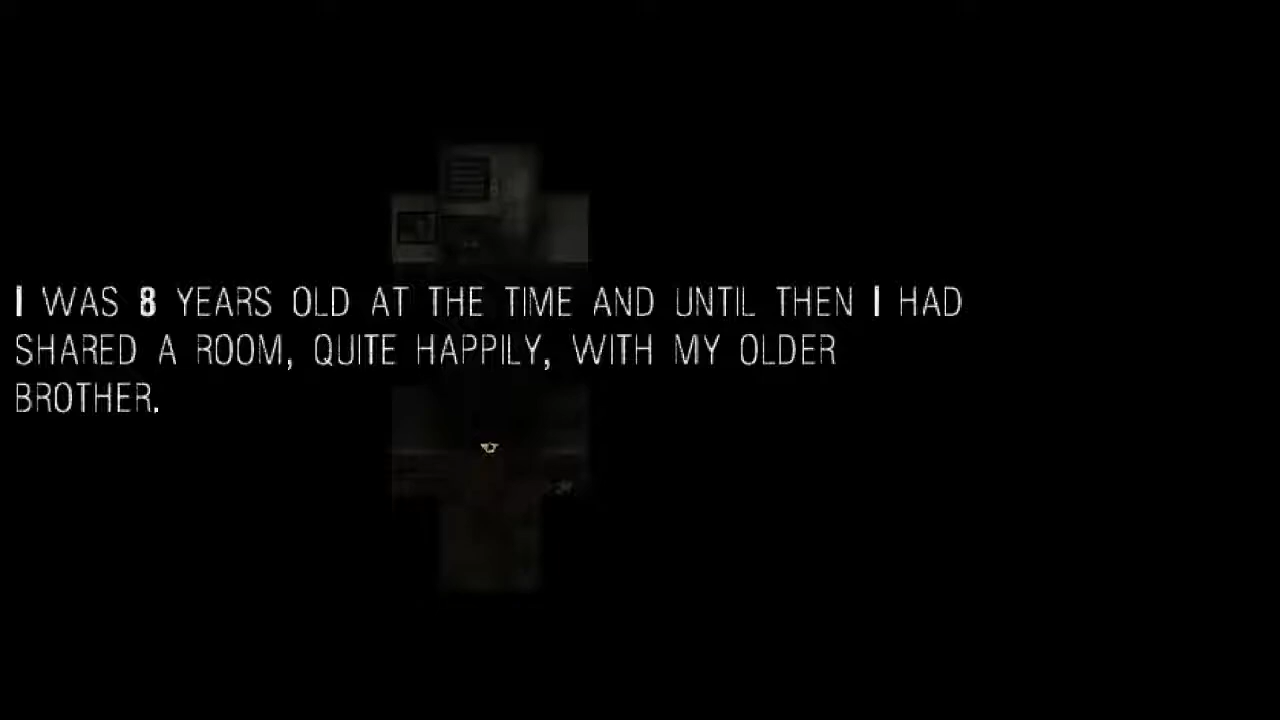 I WAS 8 YEARS OLD AT THE TIME AND UNTIL THEN I HAD
SHARED A ROOM, QUITE HAPPILY, WITH MY OLDER
BROTHER.